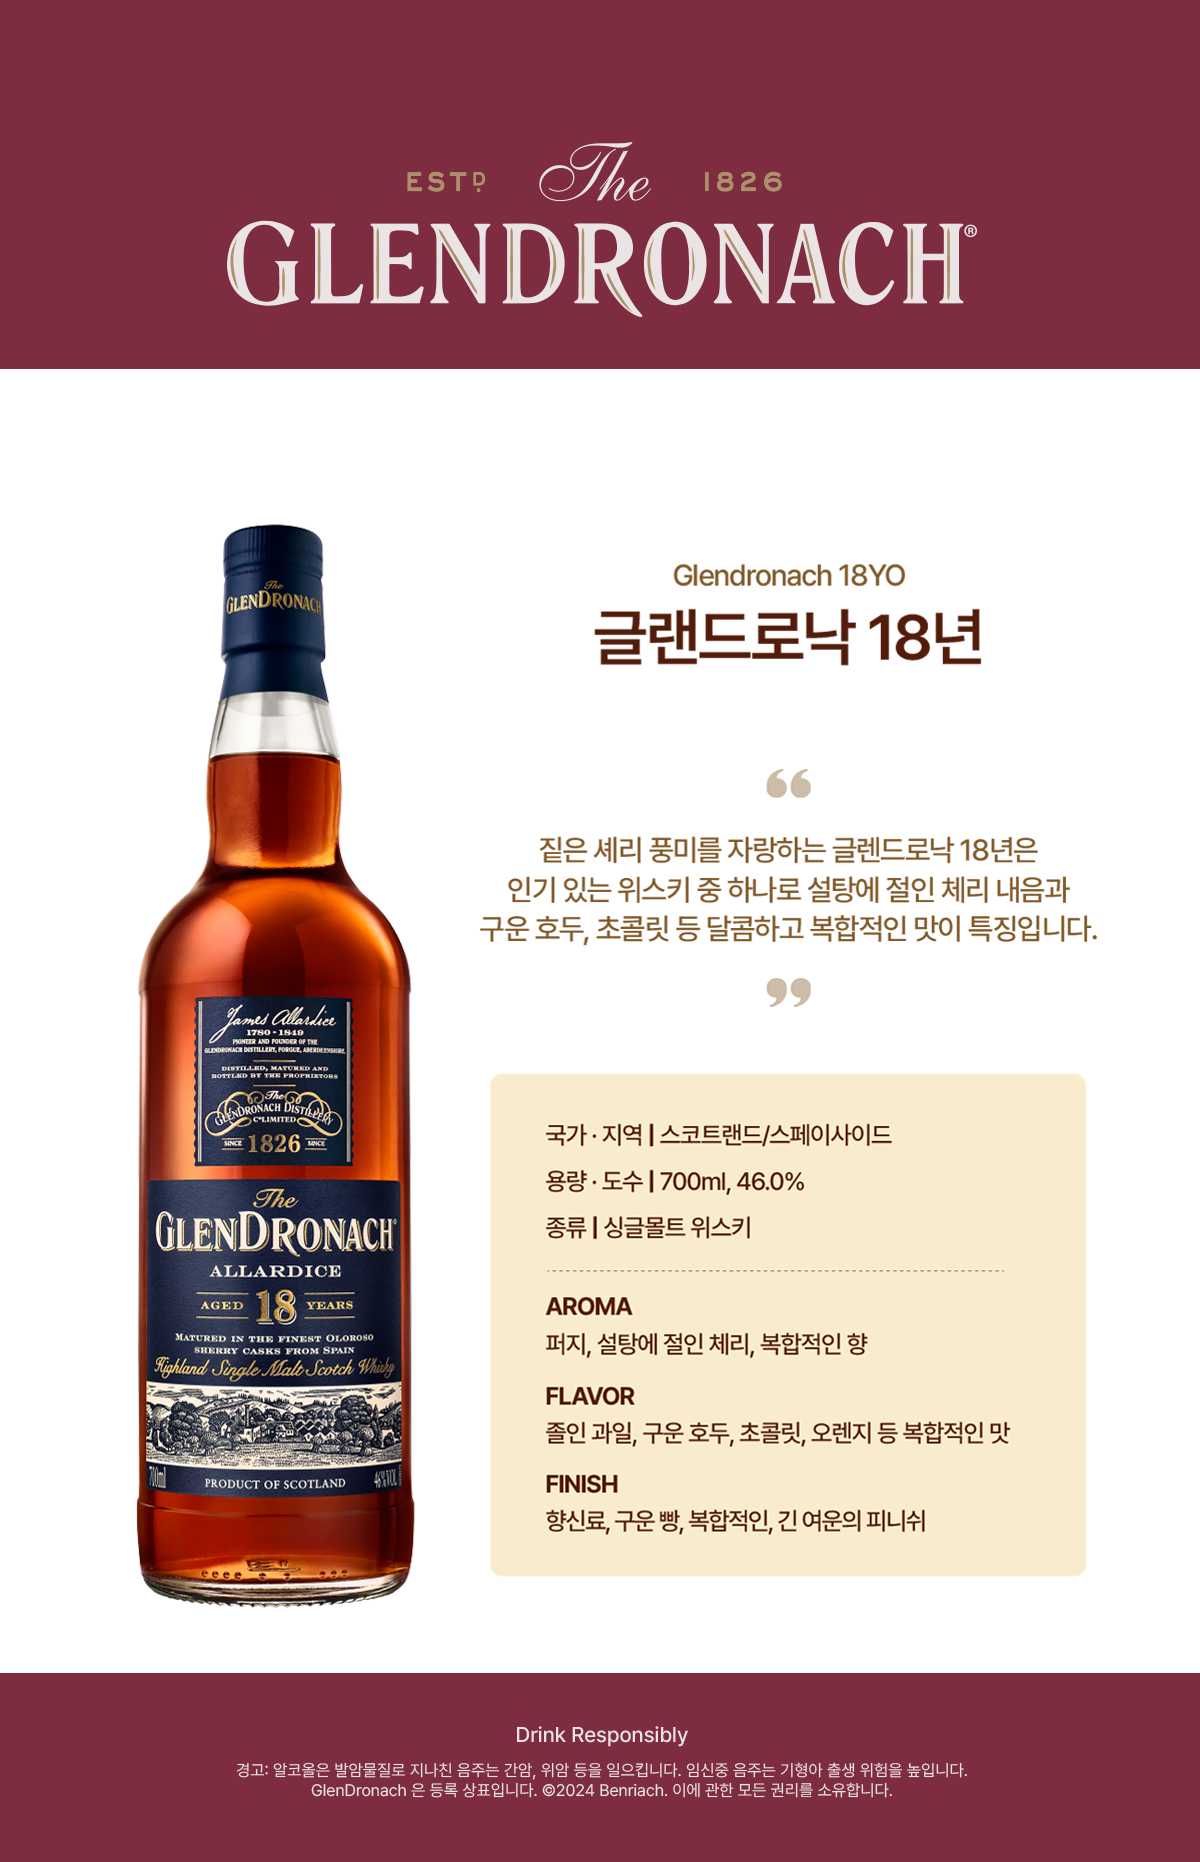 ESTD The 1826
GLENDRONACH®
The
GLENDRONACH
Glendronach 18YO
글랜드로낙 18년
“
짙은 셰리 풍미를 자랑하는 글렌드로낙 18년은
인기 있는 위스키 중 하나로 설탕에 절인 체리 내음과
구운 호두, 초콜릿 등 달콤하고 복합적인 맛이 특징입니다.
”
James Allardice
1780 - 1849
PIONEER AND FOUNDER OF THE
GLENDRONACH DISTILLERY, FORGUE, ABERDEENSHIRE.
DISTILLED, MATURED AND
BOTTLED BY THE PROPRIETORS
The
GLENDRONACH DISTILLERY
Co LIMITED
SINCE 1826 SINCE
The
GLENDRONACH®
ALLARDICE
AGED 18 YEARS
MATURED IN THE FINEST OLOROSO
SHERRY CASKS FROM SPAIN
Highland Single Malt Scotch Whisky
700ml PRODUCT OF SCOTLAND 46%VOL
국가 · 지역 | 스코트랜드/스페이사이드
용량 · 도수 | 700ml, 46.0%
종류 | 싱글몰트 위스키
AROMA
퍼지, 설탕에 절인 체리, 복합적인 향
FLAVOR
졸인 과일, 구운 호두, 초콜릿, 오렌지 등 복합적인 맛
FINISH
향신료, 구운 빵, 복합적인, 긴 여운의 피니쉬
Drink Responsibly
경고: 알코올은 발암물질로 지나친 음주는 간암, 위암 등을 일으킵니다. 임신중 음주는 기형아 출생 위험을 높입니다.
GlenDronach 은 등록 상표입니다. ©2024 Benriach. 이에 관한 모든 권리를 소유합니다.